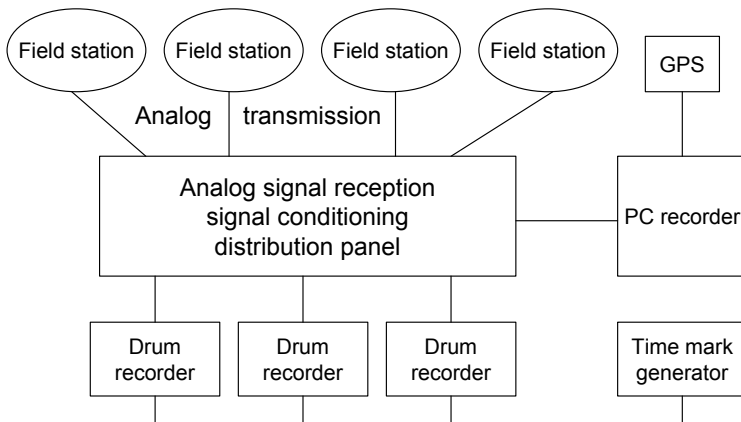 Field station
Field station
Field station
Field station
GPS
Analog transmission
Analog signal reception
signal conditioning
distribution panel
PC recorder
Drum
recorder
Drum
recorder
Drum
recorder
Time mark
generator